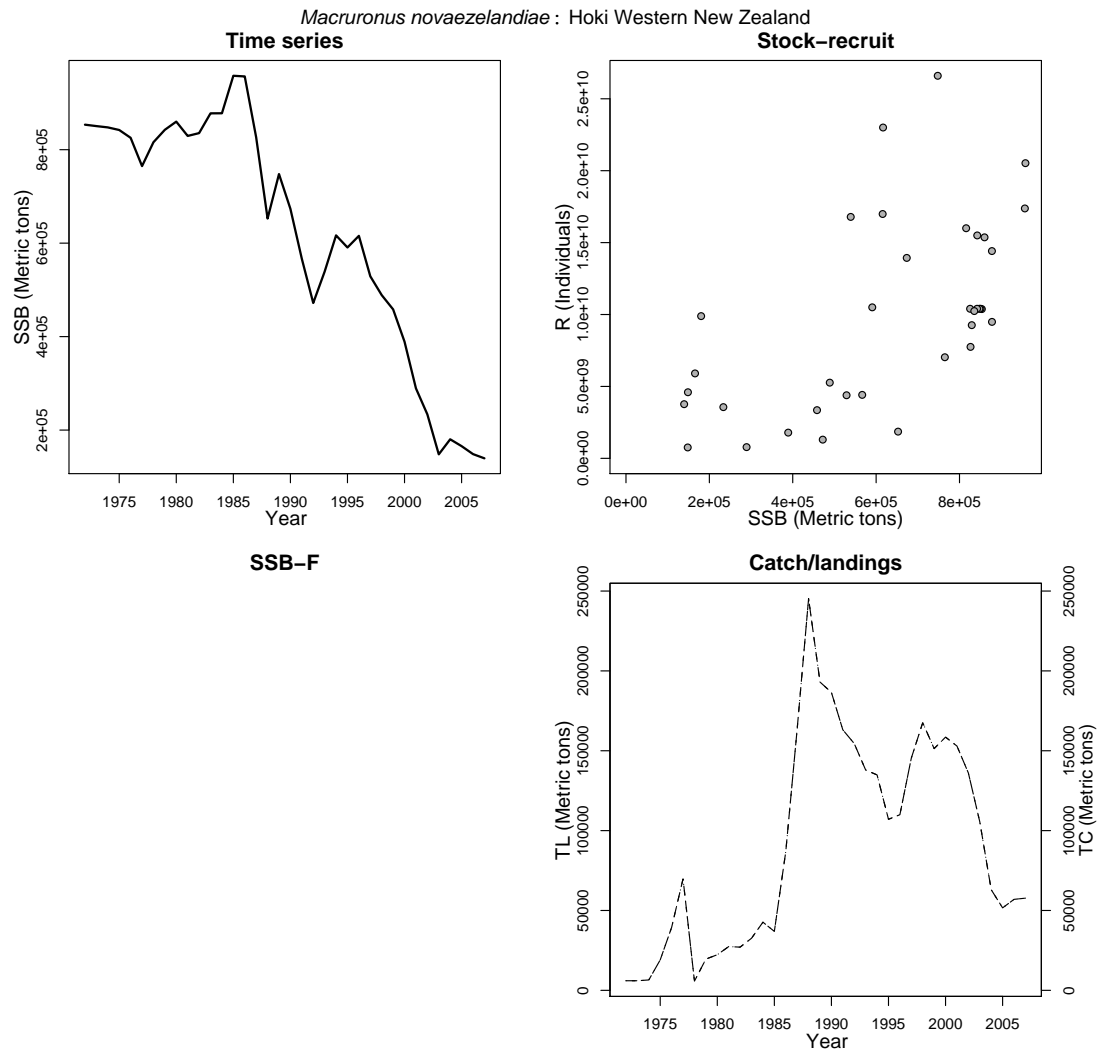 Macruronus novaezelandiae : Hoki Western New Zealand
Time series
SSB (Metric tons)
8e+05
6e+05
4e+05
2e+05
1975 1980 1985 1990 1995 2000 2005
Year
Stock−recruit
R (Individuals)
2.5e+10
2.0e+10
1.5e+10
1.0e+10
5.0e+09
0.0e+00
0e+00 2e+05 4e+05 6e+05 8e+05
SSB (Metric tons)
SSB−F
Catch/landings
TL (Metric tons)
250000
200000
150000
100000
50000
0
TC (Metric tons)
250000
200000
150000
100000
50000
0
1975 1980 1985 1990 1995 2000 2005
Year